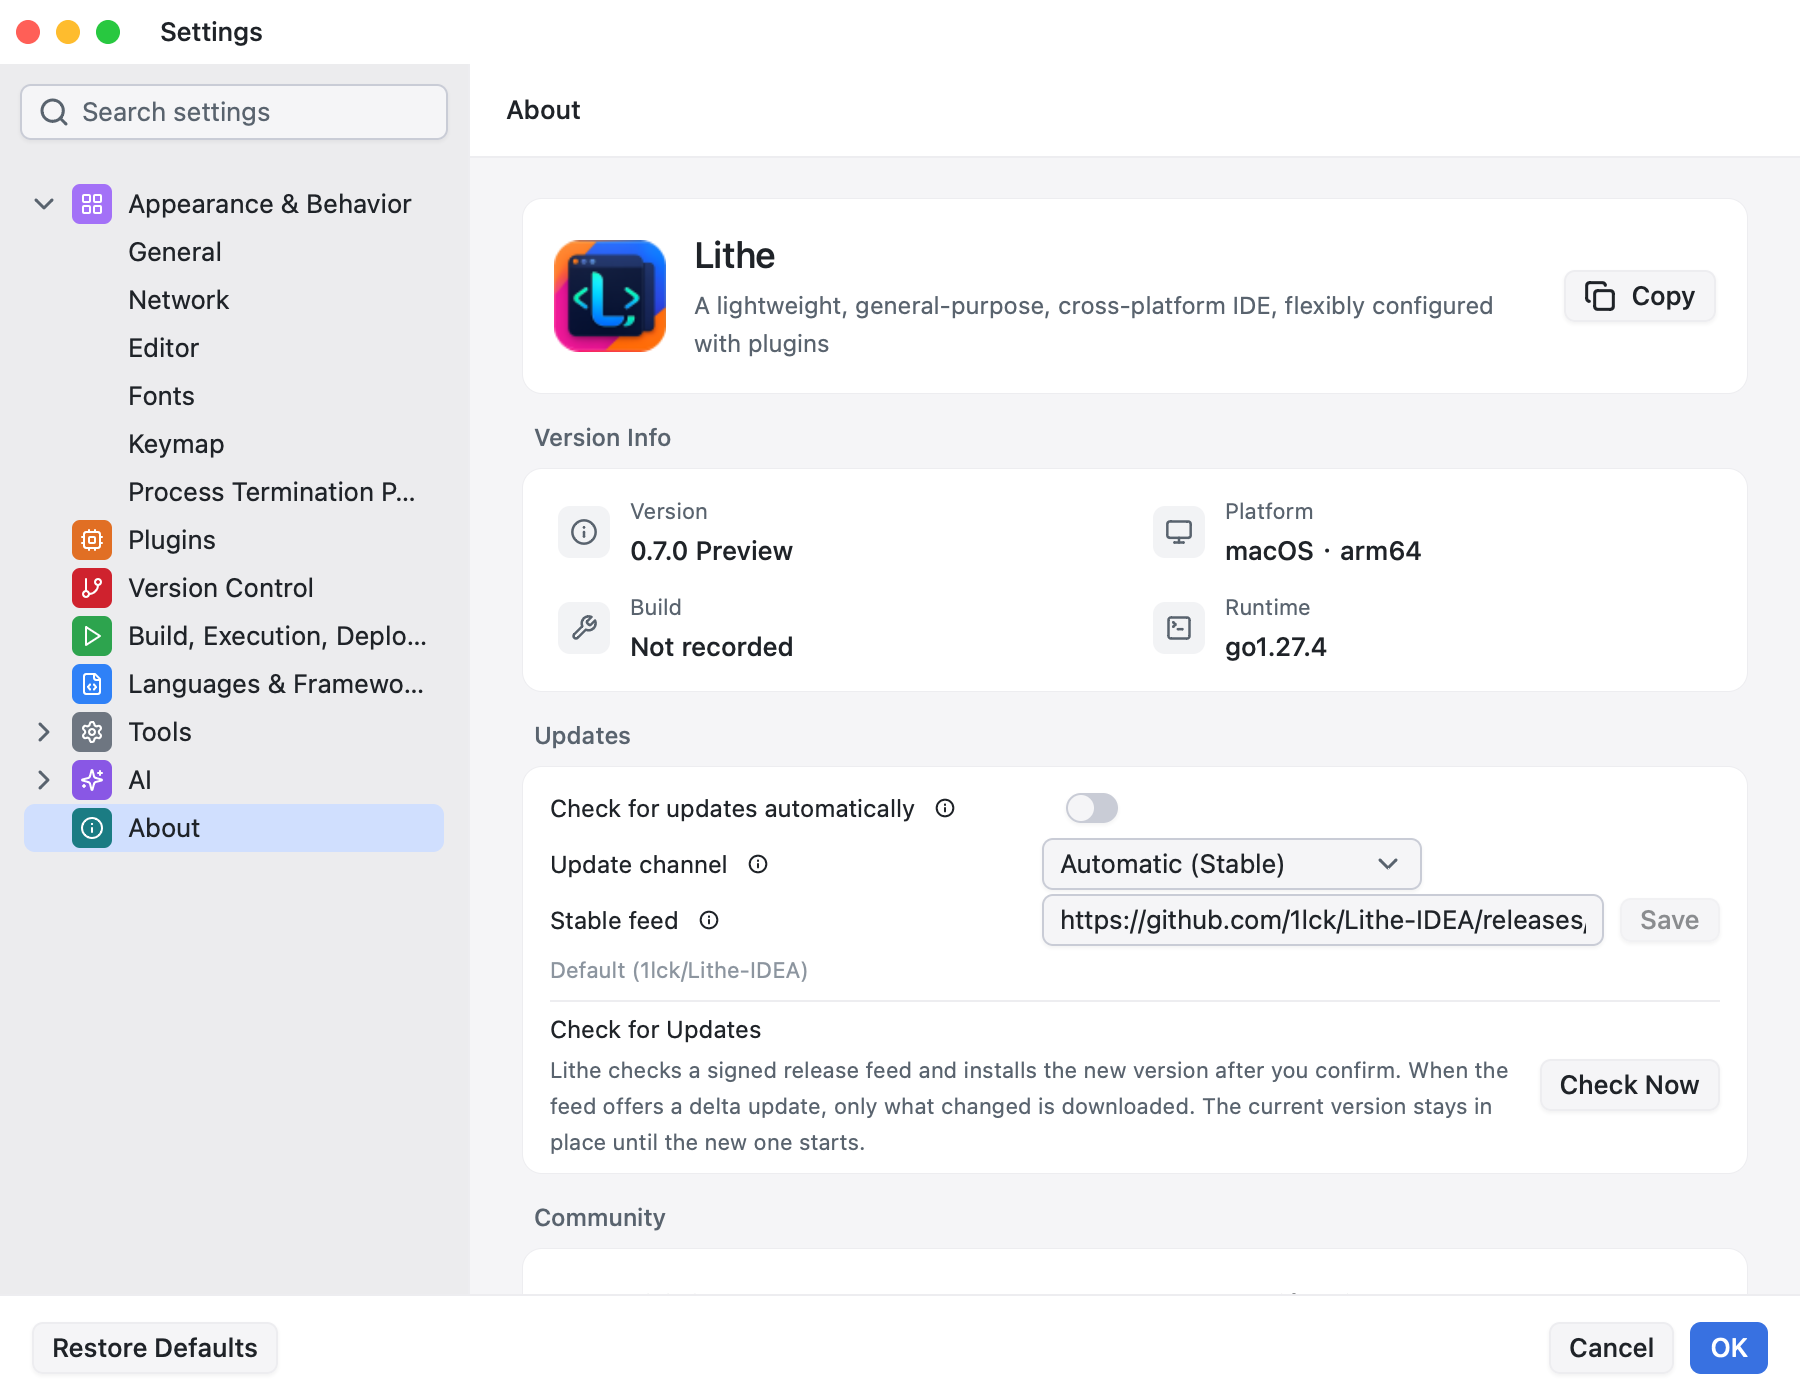 Settings
Search settings
Appearance & Behavior
General
Network
Editor
Fonts
Keymap
Process Termination P...
Plugins
Version Control
Build, Execution, Deplo...
Languages & Framewo...
Tools
AI
About
About
Lithe
A lightweight, general-purpose, cross-platform IDE, flexibly configured
with plugins
Copy
Version Info
Version
0.7.0 Preview
Platform
macOS · arm64
Build
Not recorded
Runtime
go1.27.4
Updates
Check for updates automatically
Update channel
Automatic (Stable)
Stable feed
https://github.com/1lck/Lithe-IDEA/releases/
Save
Default (1lck/Lithe-IDEA)
Check for Updates
Lithe checks a signed release feed and installs the new version after you confirm. When the
feed offers a delta update, only what changed is downloaded. The current version stays in
place until the new one starts.
Check Now
Community
Restore Defaults
Cancel
OK